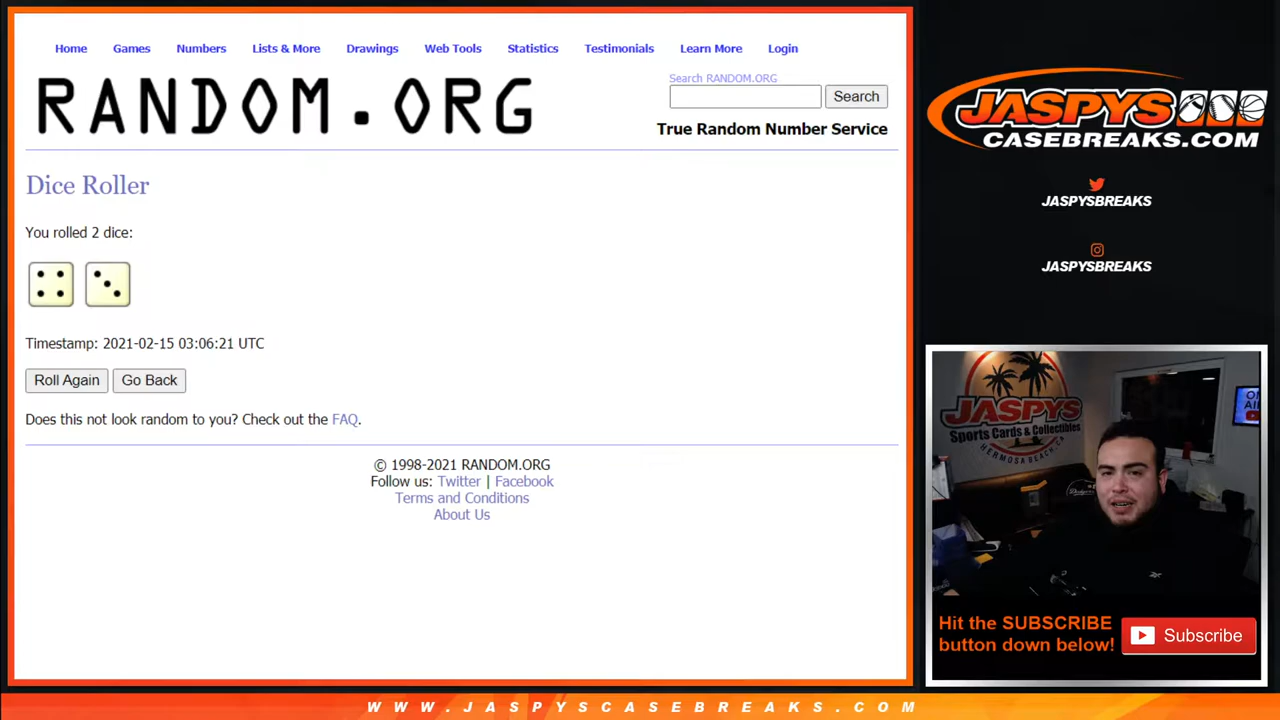 Home Games Numbers Lists & More Drawings Web Tools Statistics Testimonials Learn More Login
RANDOM.ORG
Search RANDOM.ORG
Search
True Random Number Service
Dice Roller
You rolled 2 dice:
Timestamp: 2021-02-15 03:06:21 UTC
Roll Again Go Back
Does this not look random to you? Check out the FAQ.
© 1998-2021 RANDOM.ORG
Follow us: Twitter | Facebook
Terms and Conditions
About Us
JASPYS
CASEBREAKS.COM
JASPYSBREAKS
JASPYSBREAKS
JASPYS
Sports Cards & Collectibles
HERMOSA BEACH, CA
Hit the SUBSCRIBE
button down below!
Subscribe
WWW.JASPYSCASEBREAKS.COM